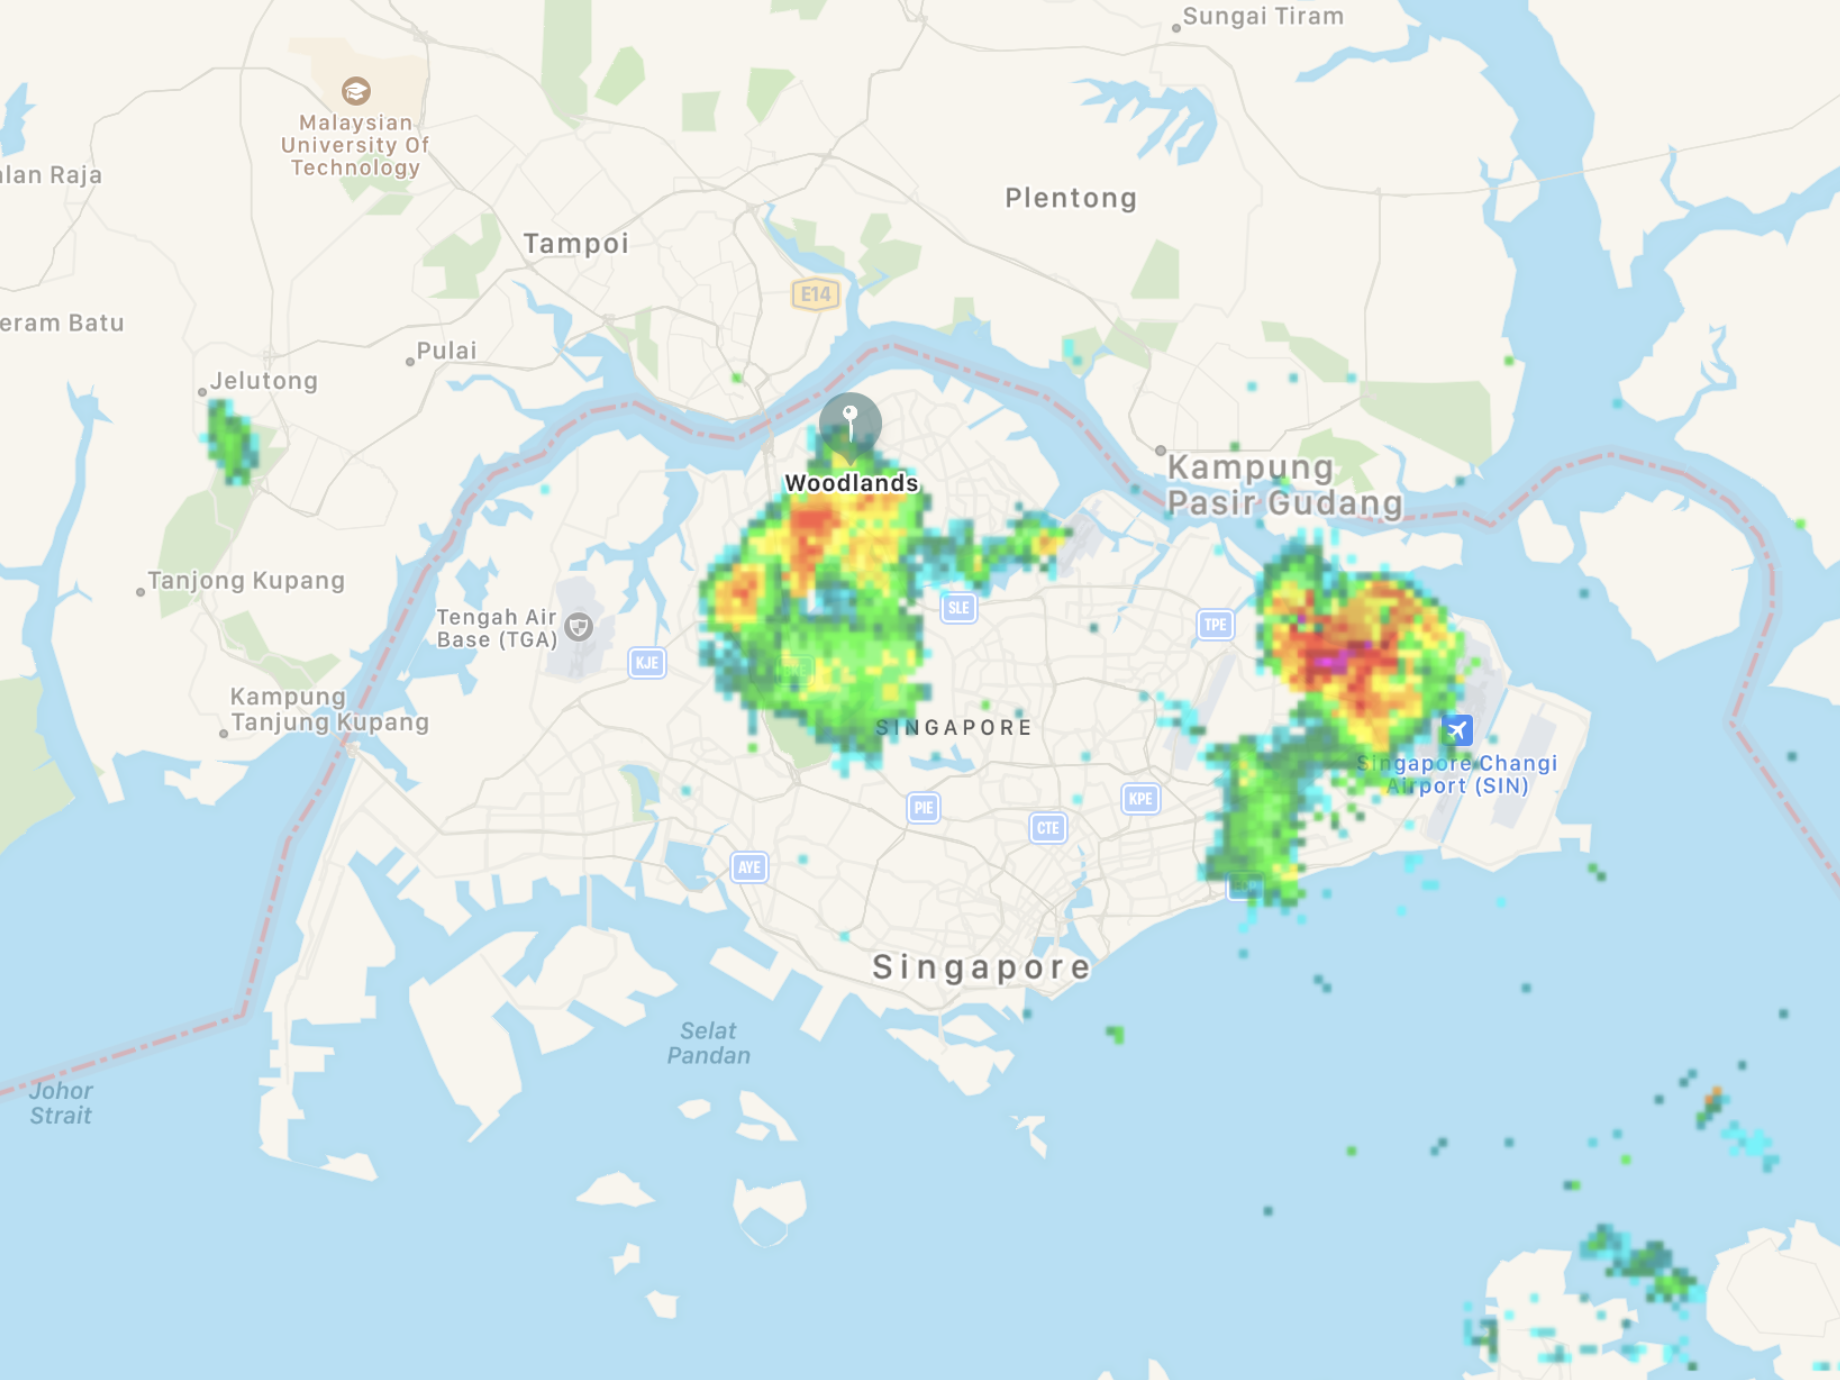 Sungai Tiram
Malaysian
University Of
Technology
lan Raja
Plentong
Tampoi
E14
eram Batu
Pulai
Jelutong
Kampung
Pasir Gudang
Woodlands
Tanjong Kupang
Tengah Air
Base (TGA)
SLE
TPE
KJE
Kampung
Tanjung Kupang
SINGAPORE
Singapore Changi
Airport (SIN)
PIE
KPE
CTE
AYE
Singapore
Selat
Pandan
Johor
Strait